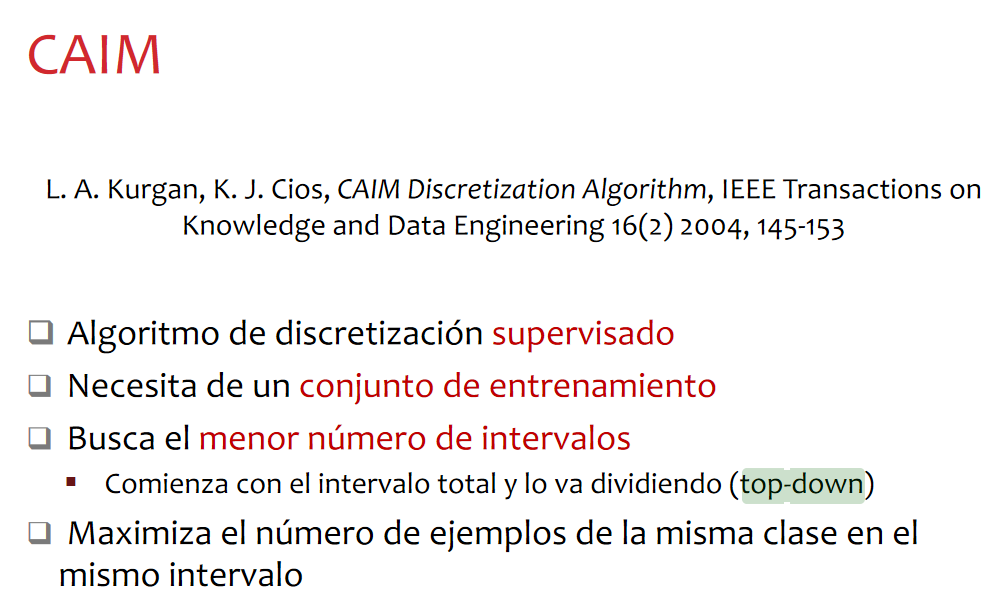 CAIM
L. A. Kurgan, K. J. Cios, CAIM Discretization Algorithm, IEEE Transactions on
Knowledge and Data Engineering 16(2) 2004, 145-153
Algoritmo de discretización supervisado
Necesita de un conjunto de entrenamiento
Busca el menor número de intervalos
Comienza con el intervalo total y lo va dividiendo (top-down)
Maximiza el número de ejemplos de la misma clase en el
mismo intervalo